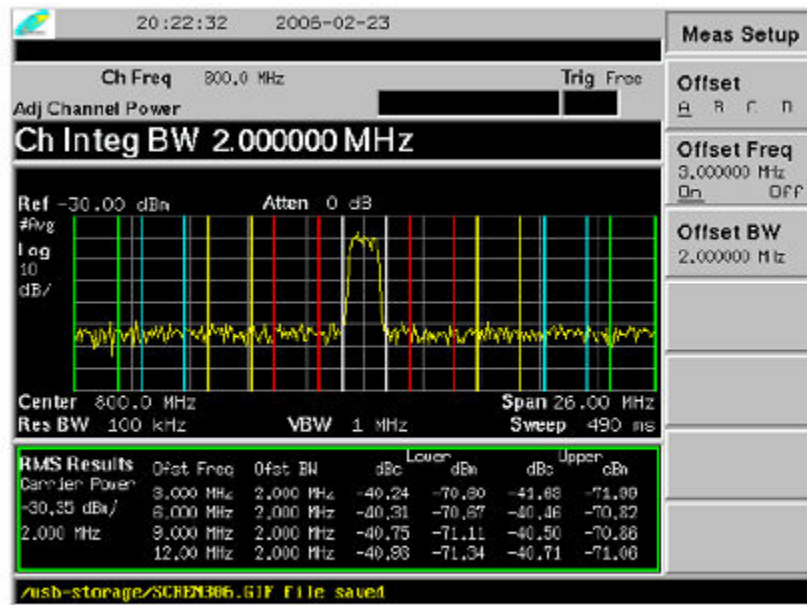 20:22:32 2006-02-23
Meas Setup
Ch Freq 800.0 MHz Trig Free
Adj Channel Power
Ch Integ BW 2.000000 MHz
Offset
A B C D
Offset Freq
3.000000 MHz
On Off
Offset BW
2.000000 MHz
Ref -30.00 dBm Atten 0 dB
#Avg
Log
10
dB/
Center 800.0 MHz Span 26.00 MHz
Res BW 100 kHz VBW 1 MHz Sweep 490 ms
RMS Results Ofst Freq Ofst BW Lower Upper
dBc dBm dBc dBm
Carrier Power 3.000 MHz 2.000 MHz -40.24 -70.60 -41.63 -71.99
-30.35 dBm/ 6.000 MHz 2.000 MHz -40.31 -70.67 -40.46 -70.82
2.000 MHz 9.000 MHz 2.000 MHz -40.75 -71.11 -40.50 -70.86
12.00 MHz 2.000 MHz -40.98 -71.34 -40.71 -71.06
/usb-storage/SCREN306.GIF file saved